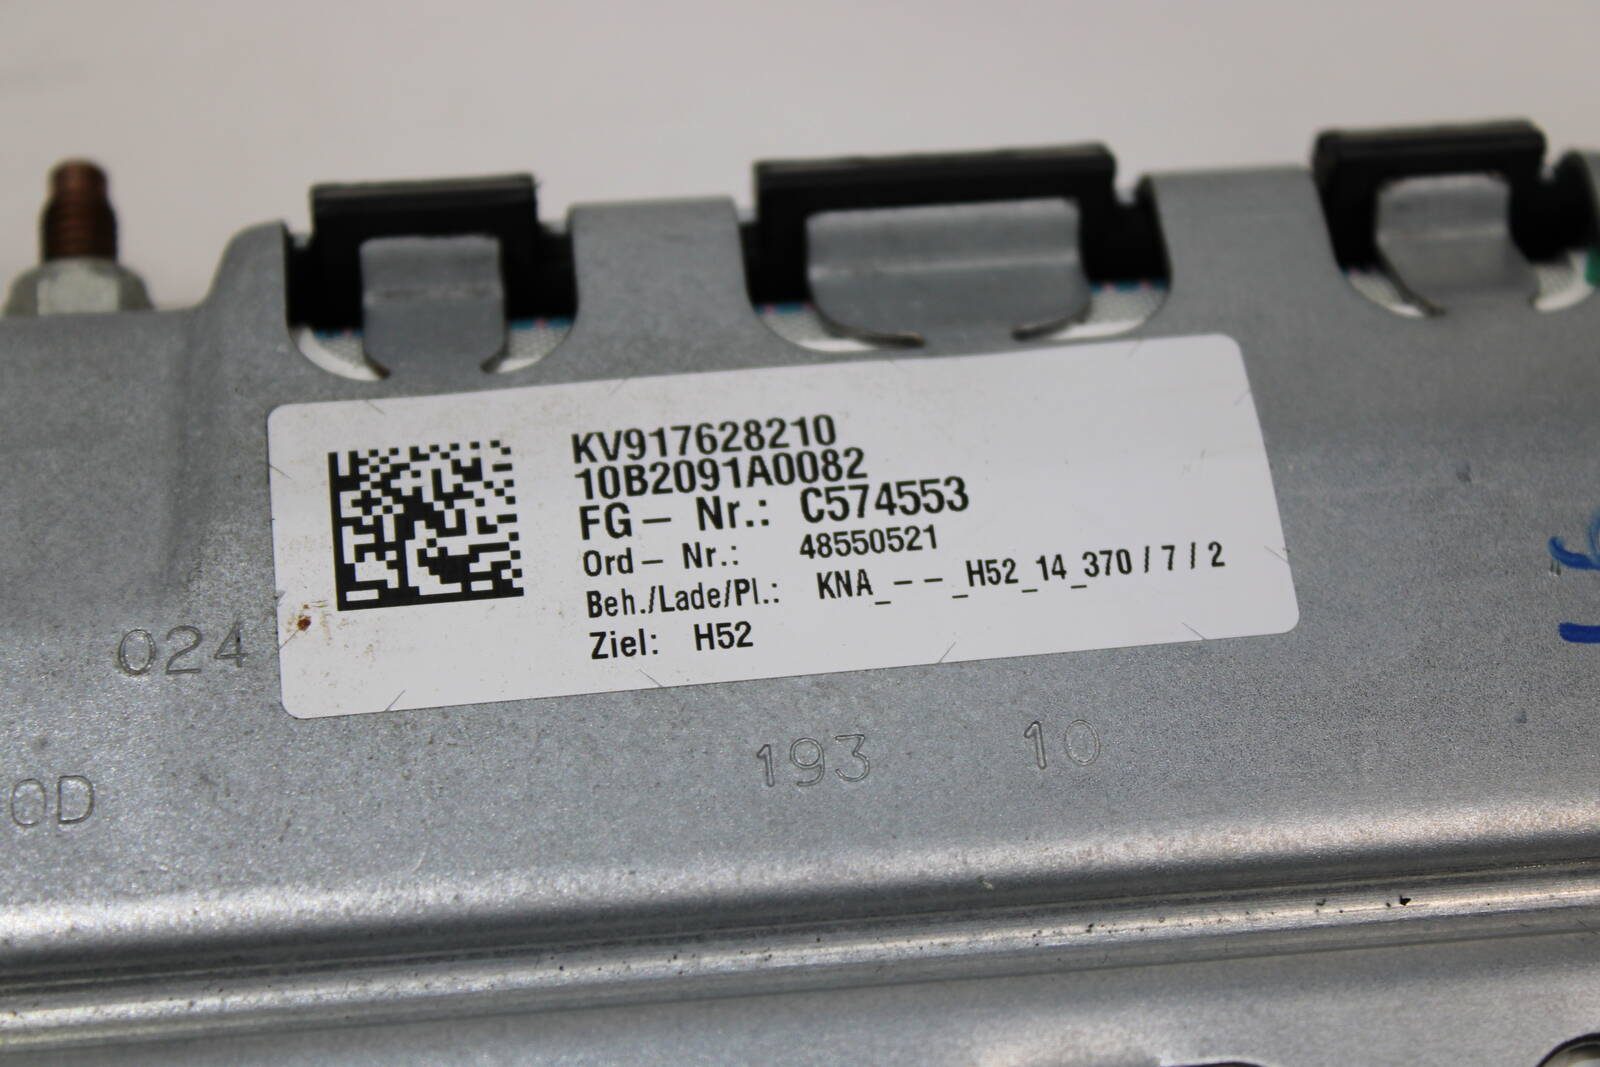 KV917628210
10B2091A0082
FG – Nr.: C574553
Ord – Nr.: 48550521
Beh./Lade/Pl.: KNA_ – – _H52_14_370 / 7 / 2
Ziel: H52
024
193 10
0D